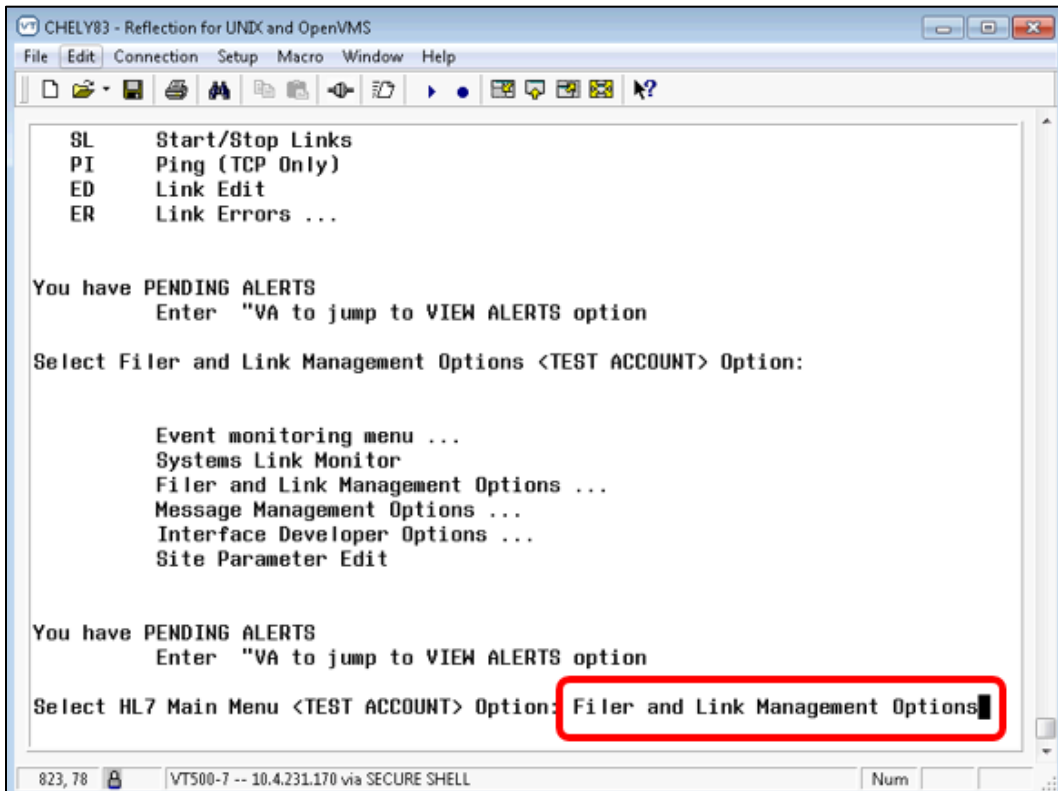 CHELY83 - Reflection for UNIX and OpenVMS
File Edit Connection Setup Macro Window Help
SL Start/Stop Links
PI Ping (TCP Only)
ED Link Edit
ER Link Errors ...
You have PENDING ALERTS
Enter "VA to jump to VIEW ALERTS option
Select Filer and Link Management Options <TEST ACCOUNT> Option:
Event monitoring menu ...
Systems Link Monitor
Filer and Link Management Options ...
Message Management Options ...
Interface Developer Options ...
Site Parameter Edit
You have PENDING ALERTS
Enter "VA to jump to VIEW ALERTS option
Select HL7 Main Menu <TEST ACCOUNT> Option: Filer and Link Management Options
823, 78 VT500-7 -- 10.4.231.170 via SECURE SHELL Num